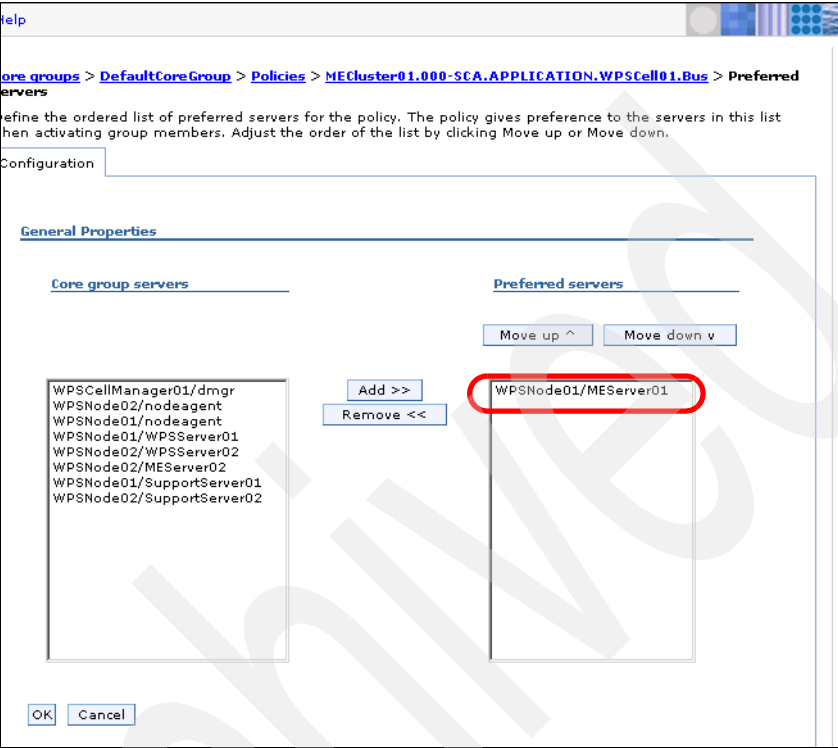 Help
ore groups > DefaultCoreGroup > Policies > MECluster01.000-SCA.APPLICATION.WPSCell01.Bus > Preferred
ervers
efine the ordered list of preferred servers for the policy. The policy gives preference to the servers in this list
hen activating group members. Adjust the order of the list by clicking Move up or Move down.
Configuration
General Properties
Core group servers
Preferred servers
Move up ^ Move down v
WPSCellManager01/dmgr
WPSNode02/nodeagent
WPSNode01/nodeagent
WPSNode01/WPSServer01
WPSNode02/WPSServer02
WPSNode02/MEServer02
WPSNode01/SupportServer01
WPSNode02/SupportServer02
Add >>
Remove <<
WPSNode01/MEServer01
OK Cancel
hived